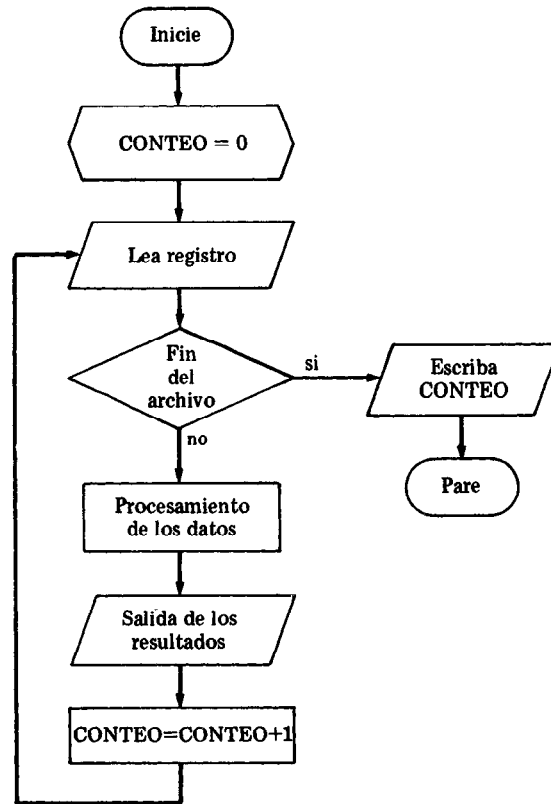 Inicie
CONTEO = 0
Lea registro
Fin
del
archivo
si
Escriba
CONTEO
Pare
no
Procesamiento
de los datos
Salida de los
resultados
CONTEO=CONTEO+1